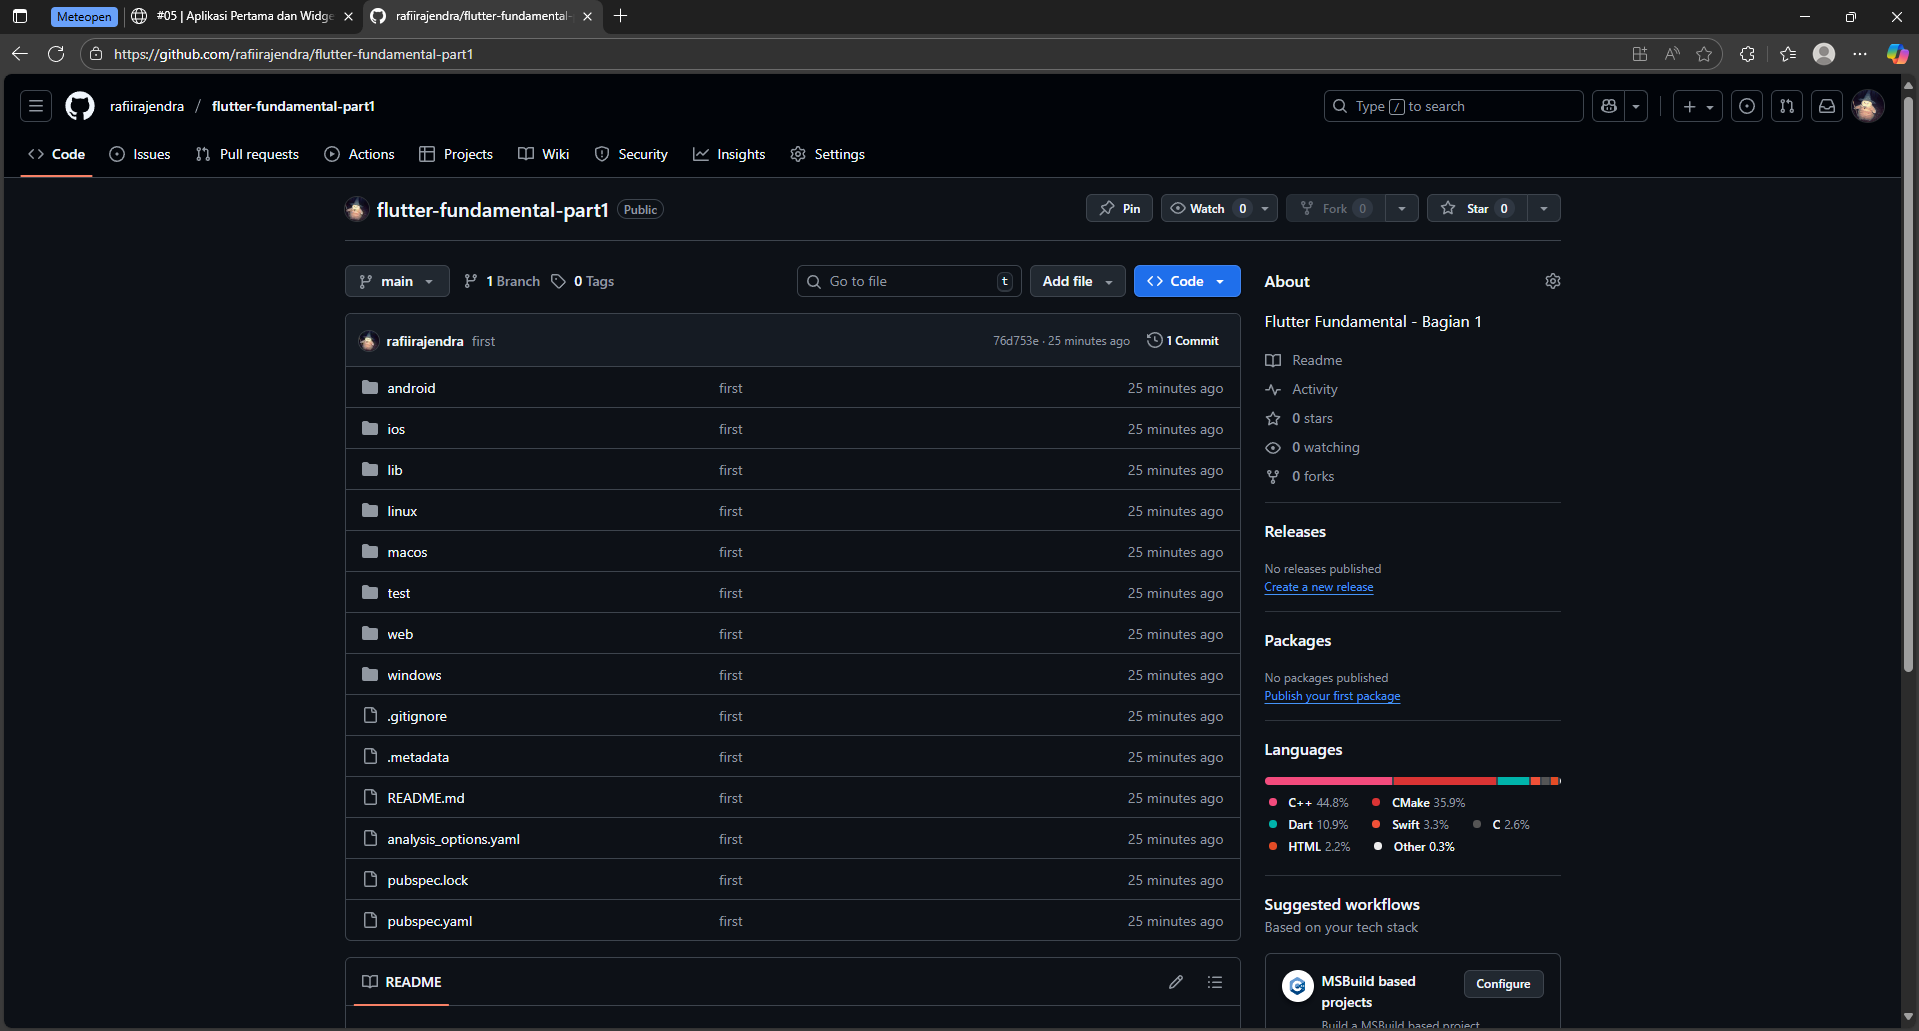 Meteopen
#05 | Aplikasi Pertama dan Widge
rafiirajendra/flutter-fundamental-
https://github.com/rafiirajendra/flutter-fundamental-part1
rafiirajendra / flutter-fundamental-part1
Type / to search
Code
Issues
Pull requests
Actions
Projects
Wiki
Security
Insights
Settings
flutter-fundamental-part1 Public
Pin
Watch 0
Fork 0
Star 0
main
1 Branch
0 Tags
Go to file t
Add file
Code
rafiirajendra first 76d753e · 25 minutes ago 1 Commit
android first 25 minutes ago
ios first 25 minutes ago
lib first 25 minutes ago
linux first 25 minutes ago
macos first 25 minutes ago
test first 25 minutes ago
web first 25 minutes ago
windows first 25 minutes ago
.gitignore first 25 minutes ago
.metadata first 25 minutes ago
README.md first 25 minutes ago
analysis_options.yaml first 25 minutes ago
pubspec.lock first 25 minutes ago
pubspec.yaml first 25 minutes ago
README
About
Flutter Fundamental - Bagian 1
Readme
Activity
0 stars
0 watching
0 forks
Releases
No releases published
Create a new release
Packages
No packages published
Publish your first package
Languages
C++ 44.8% CMake 35.9%
Dart 10.9% Swift 3.3% C 2.6%
HTML 2.2% Other 0.3%
Suggested workflows
Based on your tech stack
MSBuild based
projects
Configure
Build a MSBuild based project